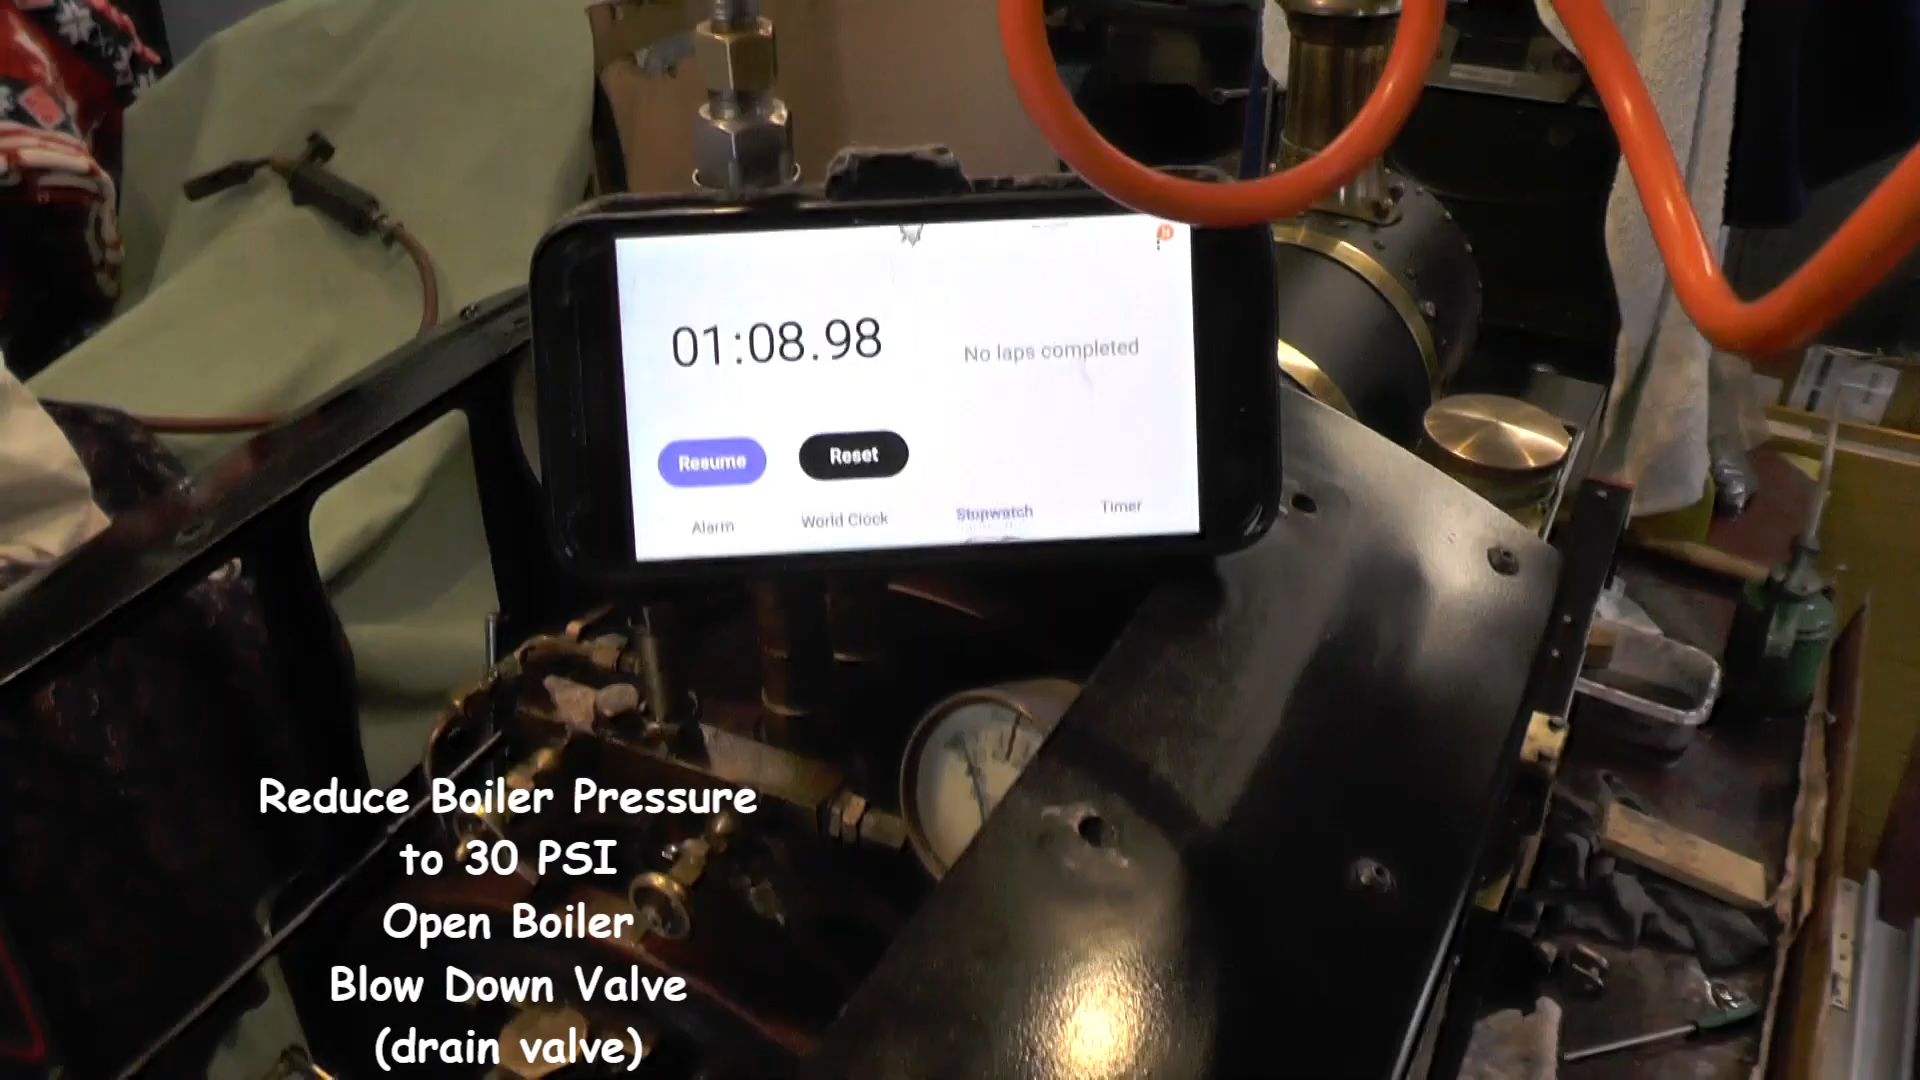 01:08.98
No laps completed
Resume
Reset
Alarm
World Clock
Stopwatch
Timer
Reduce Boiler Pressure
to 30 PSI
Open Boiler
Blow Down Valve
(drain valve)